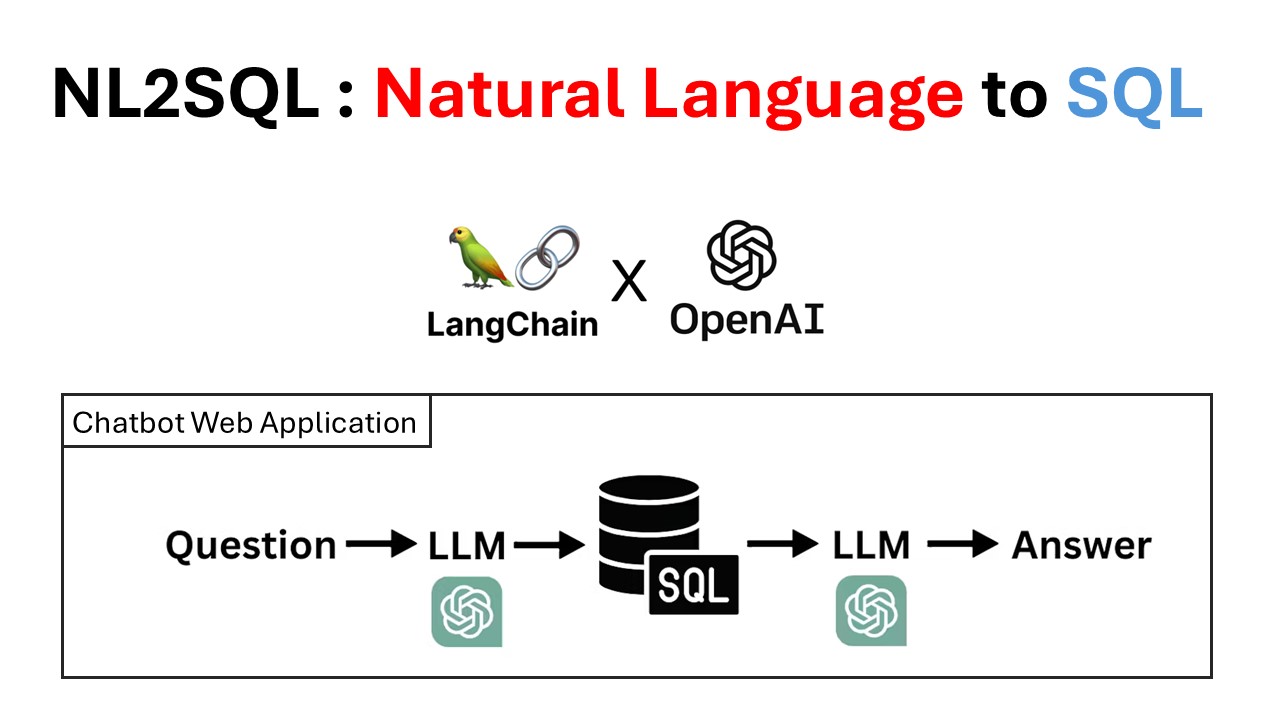 NL2SQL : Natural Language to SQL
LangChain X OpenAI
Chatbot Web Application
Question LLM SQL LLM Answer